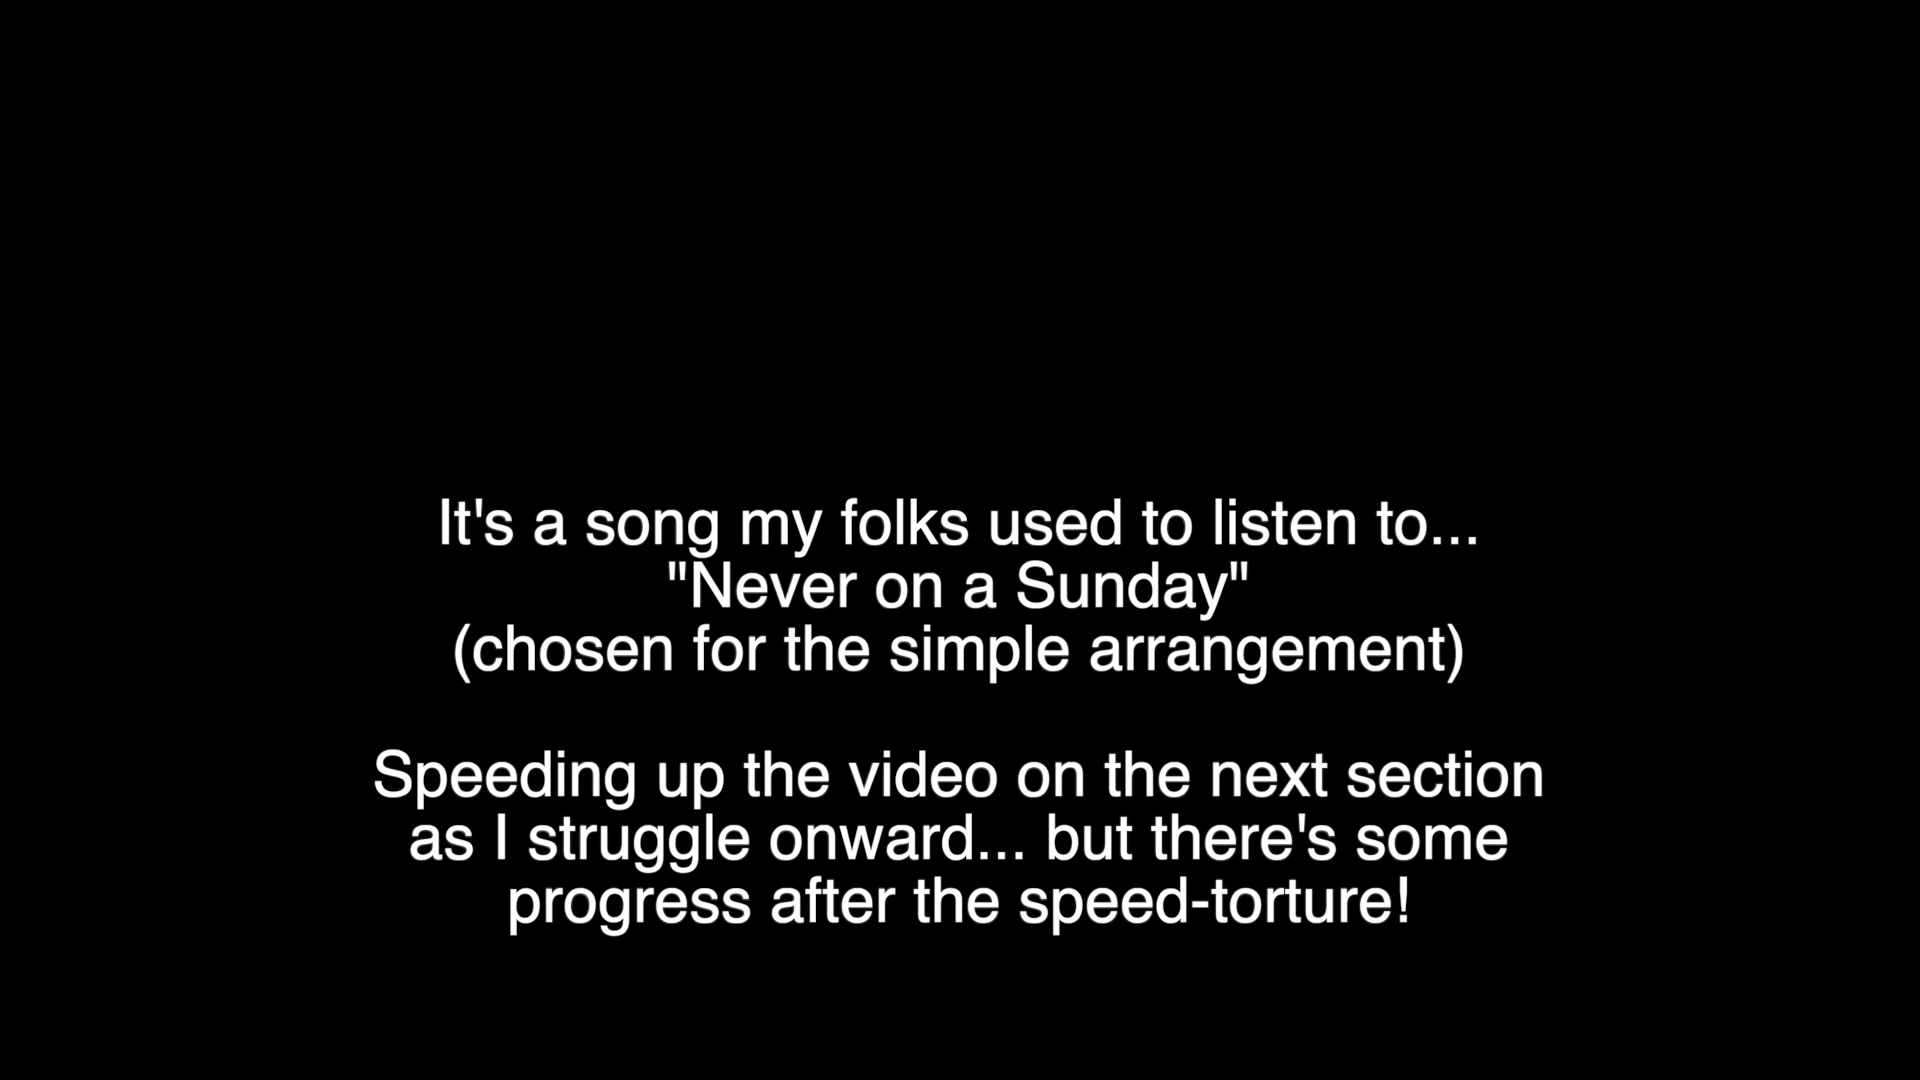 It's a song my folks used to listen to...
"Never on a Sunday"
(chosen for the simple arrangement)
Speeding up the video on the next section
as I struggle onward... but there's some
progress after the speed-torture!